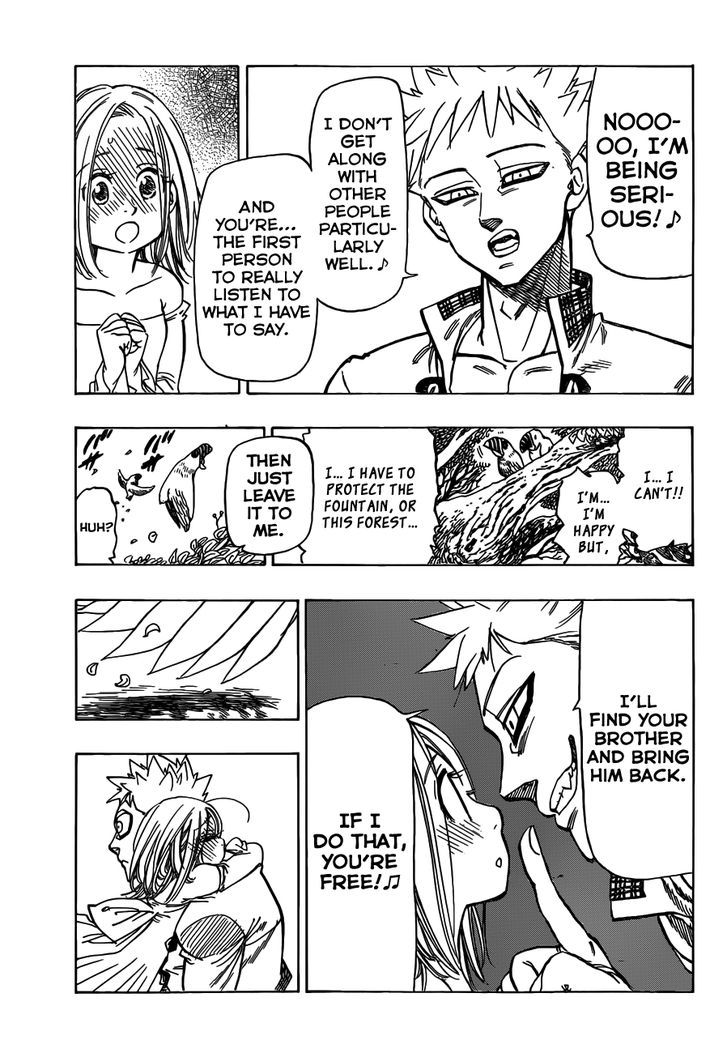 NOOO-
OO, I'M
BEING
SERI-
OUS!♪
I DON'T
GET
ALONG
WITH
OTHER
PEOPLE
PARTICU-
LARLY
WELL.♪
AND
YOU'RE...
THE FIRST
PERSON
TO REALLY
LISTEN TO
WHAT I HAVE
TO SAY.
I... I
CAN'T!!
I'M...
I'M
HAPPY
BUT,
I... I HAVE TO
PROTECT THE
FOUNTAIN, OR
THIS FOREST...
THEN
JUST
LEAVE
IT TO
ME.
HUH?
I'LL
FIND YOUR
BROTHER
AND BRING
HIM BACK.
IF I
DO THAT,
YOU'RE
FREE!♫